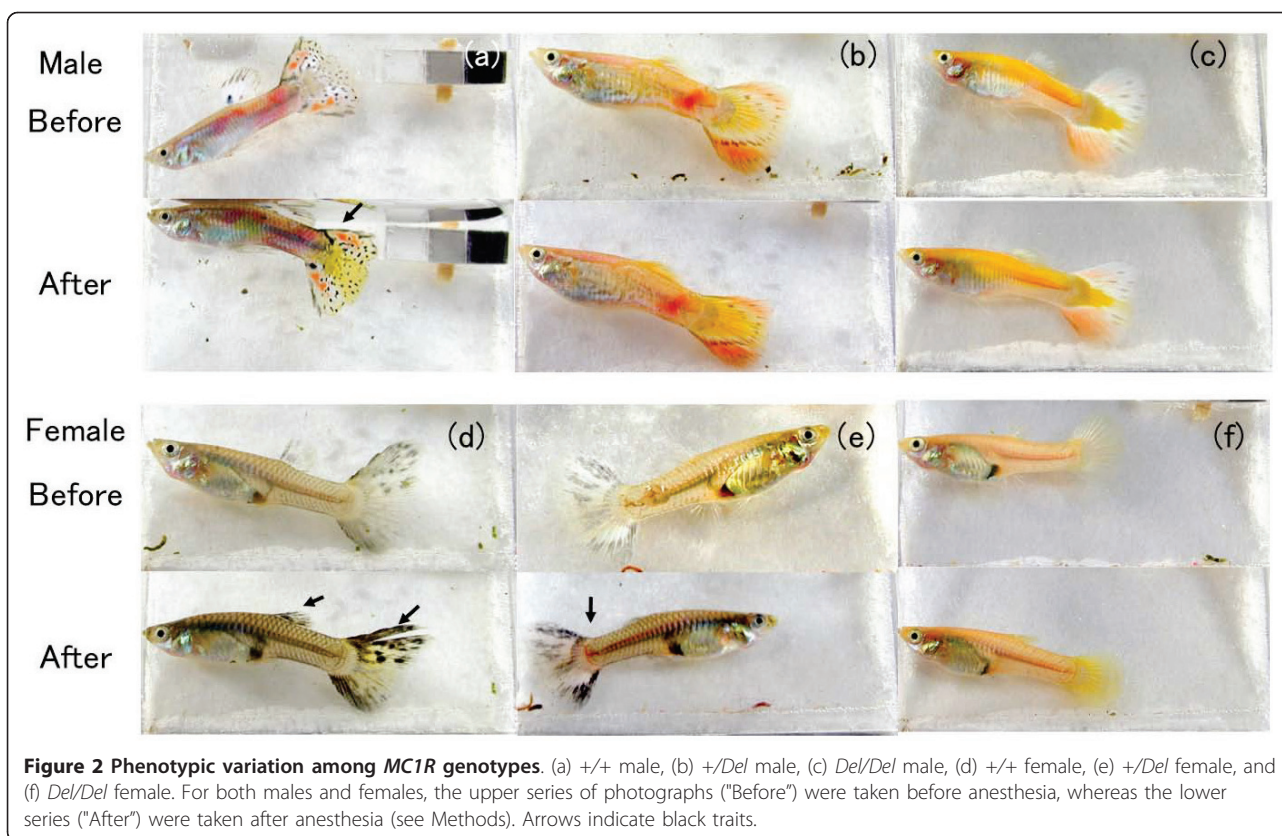 Male
Before
(a)
(b)
(c)
After
Female
Before
(d)
(e)
(f)
After
Figure 2 Phenotypic variation among MC1R genotypes. (a) +/+ male, (b) +/Del male, (c) Del/Del male, (d) +/+ female, (e) +/Del female, and
(f) Del/Del female. For both males and females, the upper series of photographs ("Before") were taken before anesthesia, whereas the lower
series ("After") were taken after anesthesia (see Methods). Arrows indicate black traits.